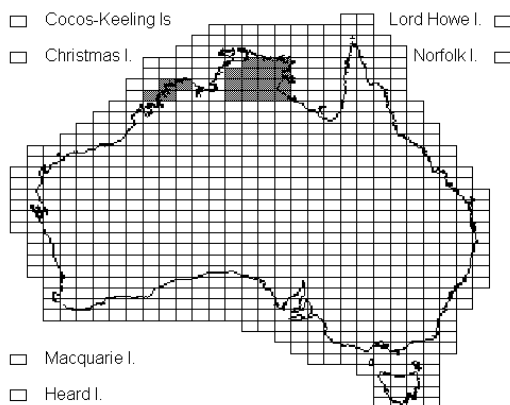 Cocos-Keeling Is
Lord Howe I.
Christmas I.
Norfolk I.
Macquarie I.
Heard I.